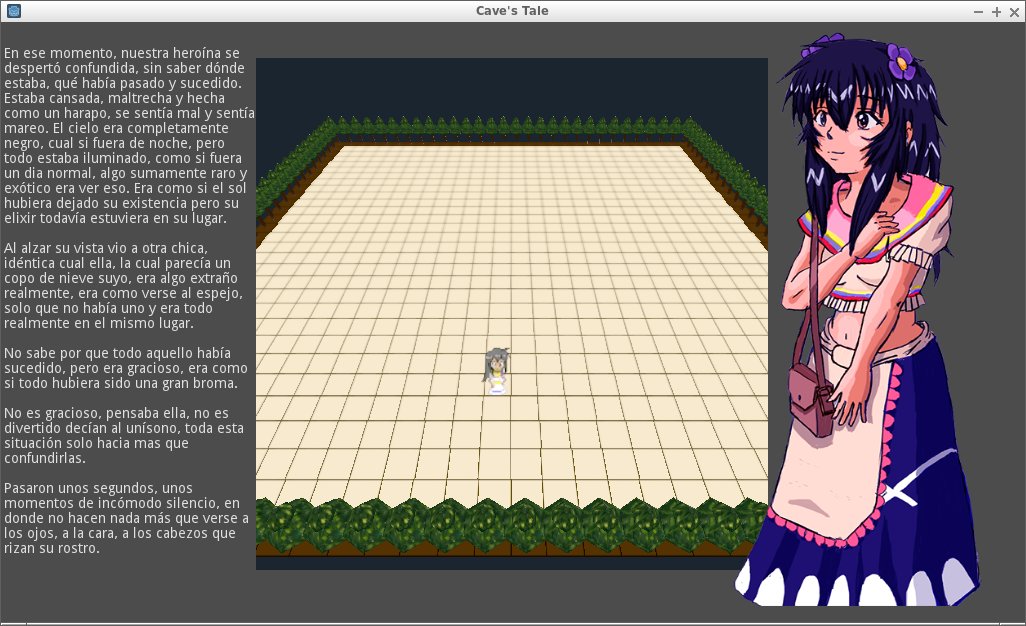 Cave's Tale
En ese momento, nuestra heroína se
despertó confundida, sin saber dónde
estaba, qué había pasado y sucedido.
Estaba cansada, maltrecha y hecha
como un harapo, se sentía mal y sentía
mareo. El cielo era completamente
negro, cual si fuera de noche, pero
todo estaba iluminado, como si fuera
un dia normal, algo sumamente raro y
exótico era ver eso. Era como si el sol
hubiera dejado su existencia pero su
elixir todavía estuviera en su lugar.
Al alzar su vista vio a otra chica,
idéntica cual ella, la cual parecía un
copo de nieve suyo, era algo extraño
realmente, era como verse al espejo,
solo que no había uno y era todo
realmente en el mismo lugar.
No sabe por que todo aquello había
sucedido, pero era gracioso, era como
si todo hubiera sido una gran broma.
No es gracioso, pensaba ella, no es
divertido decían al unísono, toda esta
situación solo hacia mas que
confundirlas.
Pasaron unos segundos, unos
momentos de incómodo silencio, en
donde no hacen nada más que verse a
los ojos, a la cara, a los cabezos que
rizan su rostro.